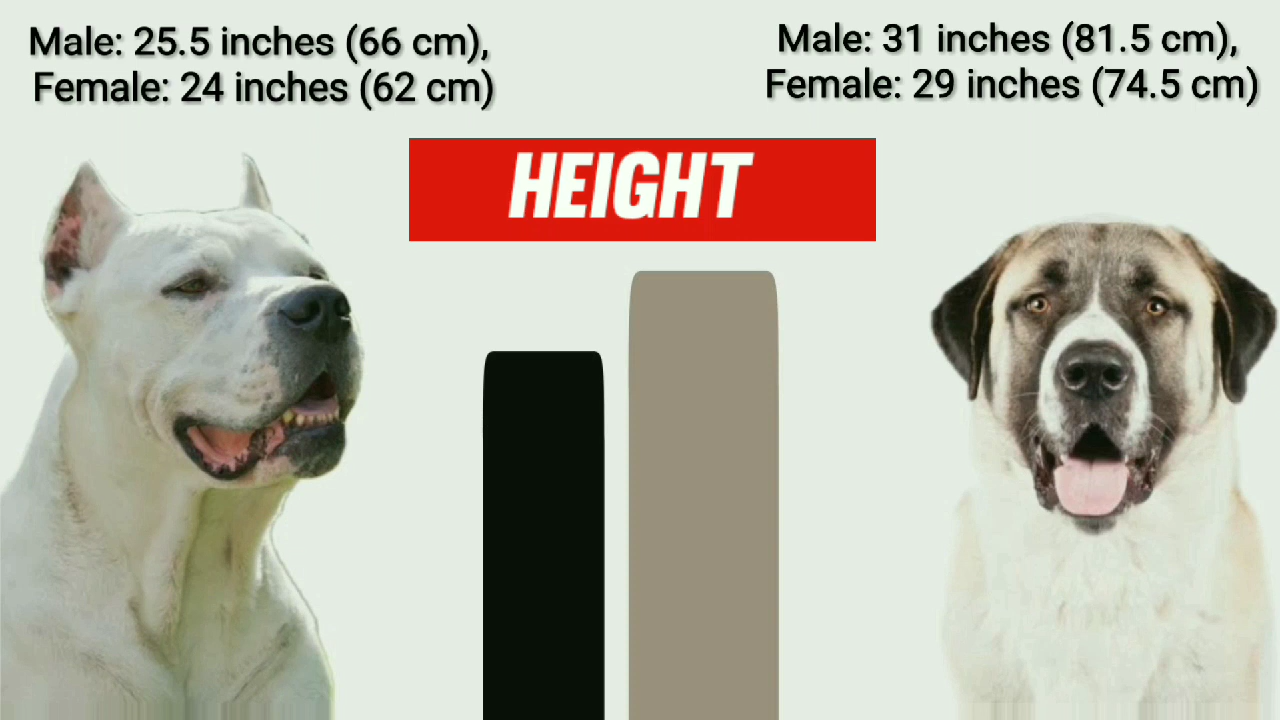 Male: 25.5 inches (66 cm),
Female: 24 inches (62 cm)
Male: 31 inches (81.5 cm),
Female: 29 inches (74.5 cm)
HEIGHT